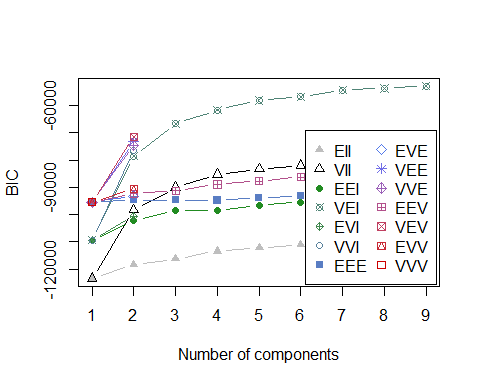 BIC
-60000
-90000
-120000
EII
VII
EEI
VEI
EVI
VVI
EEE
EVE
VEE
VVE
EEV
VEV
EVV
VVV
1 2 3 4 5 6 7 8 9
Number of components